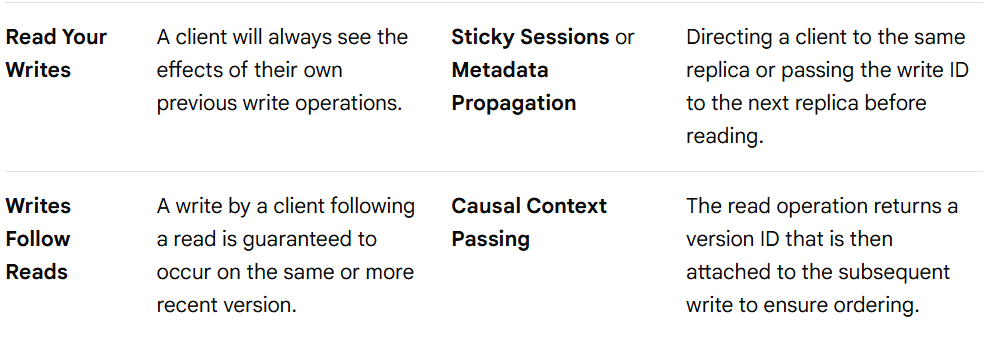 Read Your
Writes
A client will always see the
effects of their own
previous write operations.
Sticky Sessions or
Metadata
Propagation
Directing a client to the same
replica or passing the write ID
to the next replica before
reading.
Writes
Follow
Reads
A write by a client following
a read is guaranteed to
occur on the same or more
recent version.
Causal Context
Passing
The read operation returns a
version ID that is then
attached to the subsequent
write to ensure ordering.